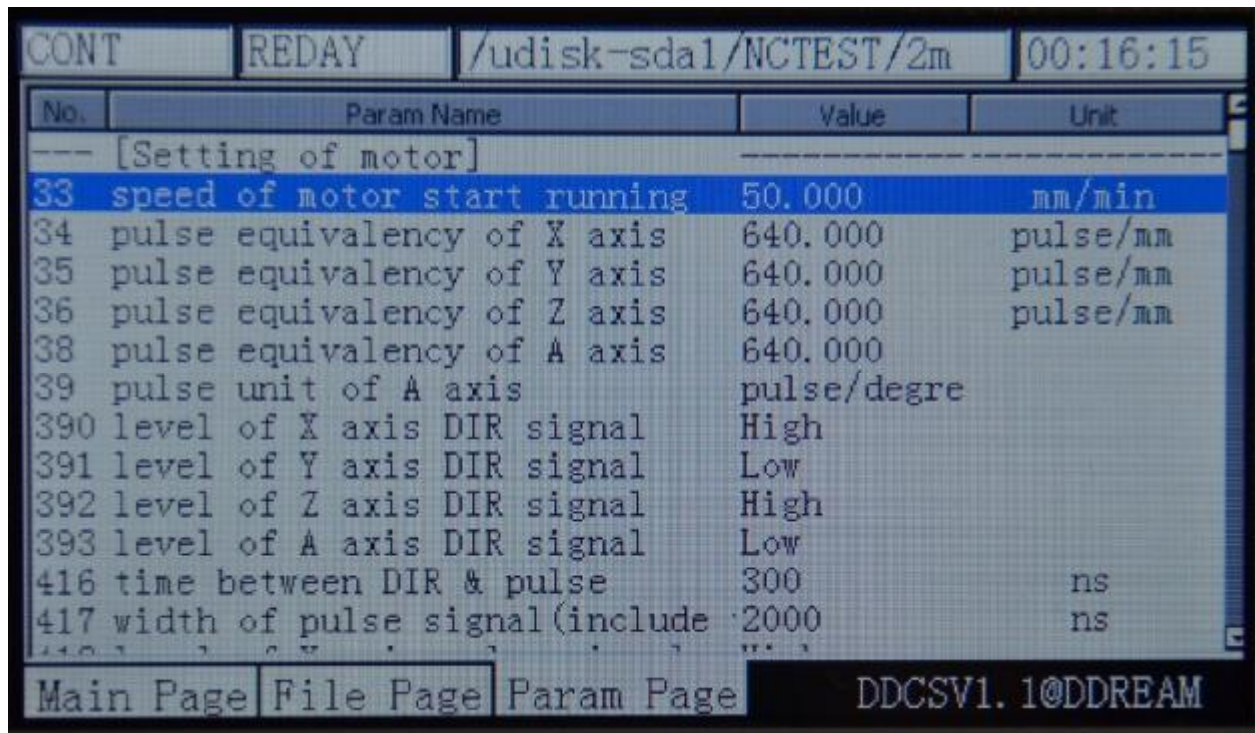 CONT REDAY /udisk-sda1/NCTEST/2m 00:16:15
No. Param Name Value Unit
--- [Setting of motor] ------------------------
33 speed of motor start running 50.000 mm/min
34 pulse equivalency of X axis 640.000 pulse/mm
35 pulse equivalency of Y axis 640.000 pulse/mm
36 pulse equivalency of Z axis 640.000 pulse/mm
38 pulse equivalency of A axis 640.000
39 pulse unit of A axis pulse/degre
390 level of X axis DIR signal High
391 level of Y axis DIR signal Low
392 level of Z axis DIR signal High
393 level of A axis DIR signal Low
416 time between DIR & pulse 300 ns
417 width of pulse signal(include 2000 ns
Main Page File Page Param Page DDCSV1.1@DDREAM